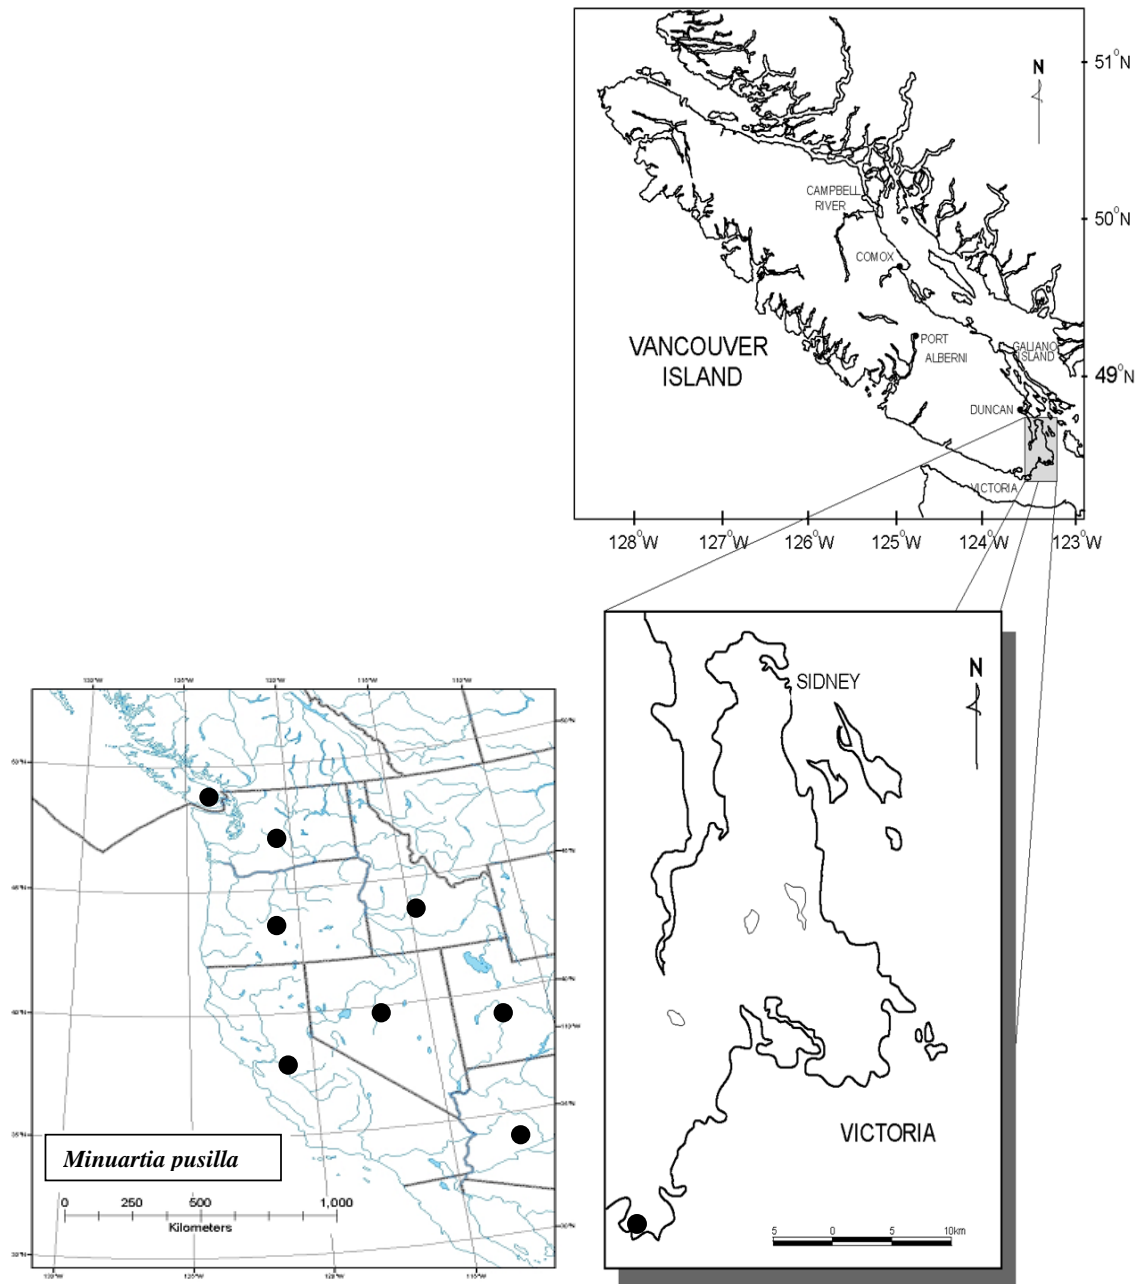 51°N
N
CAMPBELL
RIVER
50°N
COMOX
VANCOUVER
ISLAND
PORT
ALBERNI
GALIANO
ISLAND
49°N
DUNCAN
VICTORIA
128°W 127°W 126°W 125°W 124°W 123°W
SIDNEY
N
VICTORIA
5 0 5 10km
Minuartia pusilla
0 250 500 1,000
Kilometers